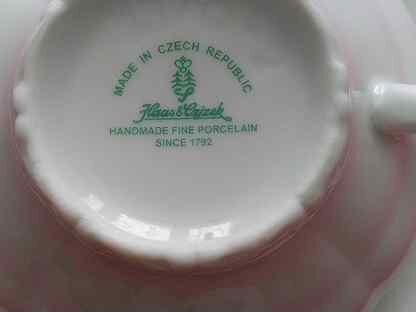 MADE IN CZECH REPUBLIC
Haas & Czjzek
HANDMADE FINE PORCELAIN
SINCE 1792